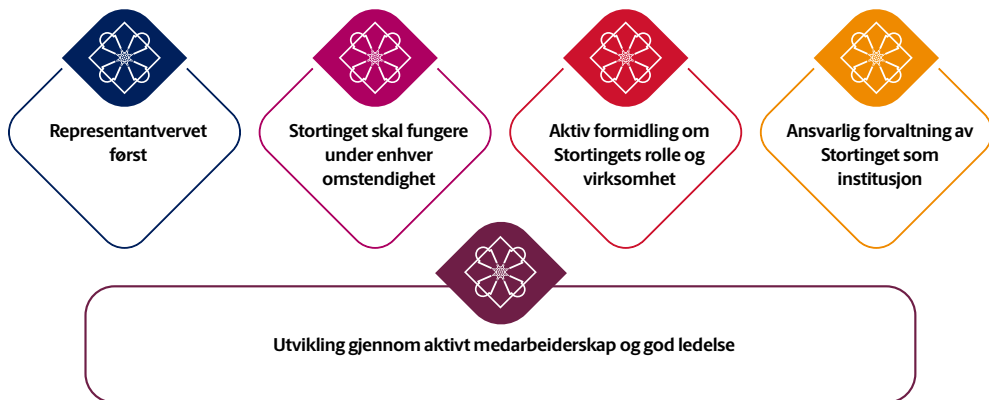 Representantvervet
først
Stortinget skal fungere
under enhver
omstendighet
Aktiv formidling om
Stortingets rolle og
virksomhet
Ansvarlig forvaltning av
Stortinget som
institusjon
Utvikling gjennom aktivt medarbeiderskap og god ledelse